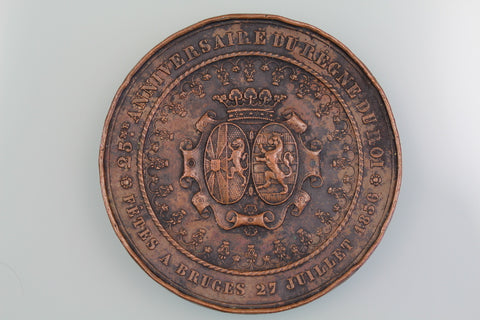 25E ANNIVERSAIRE DU RÈGNE DU ROI
FÊTES A BRUGES 27 JUILLET 1856